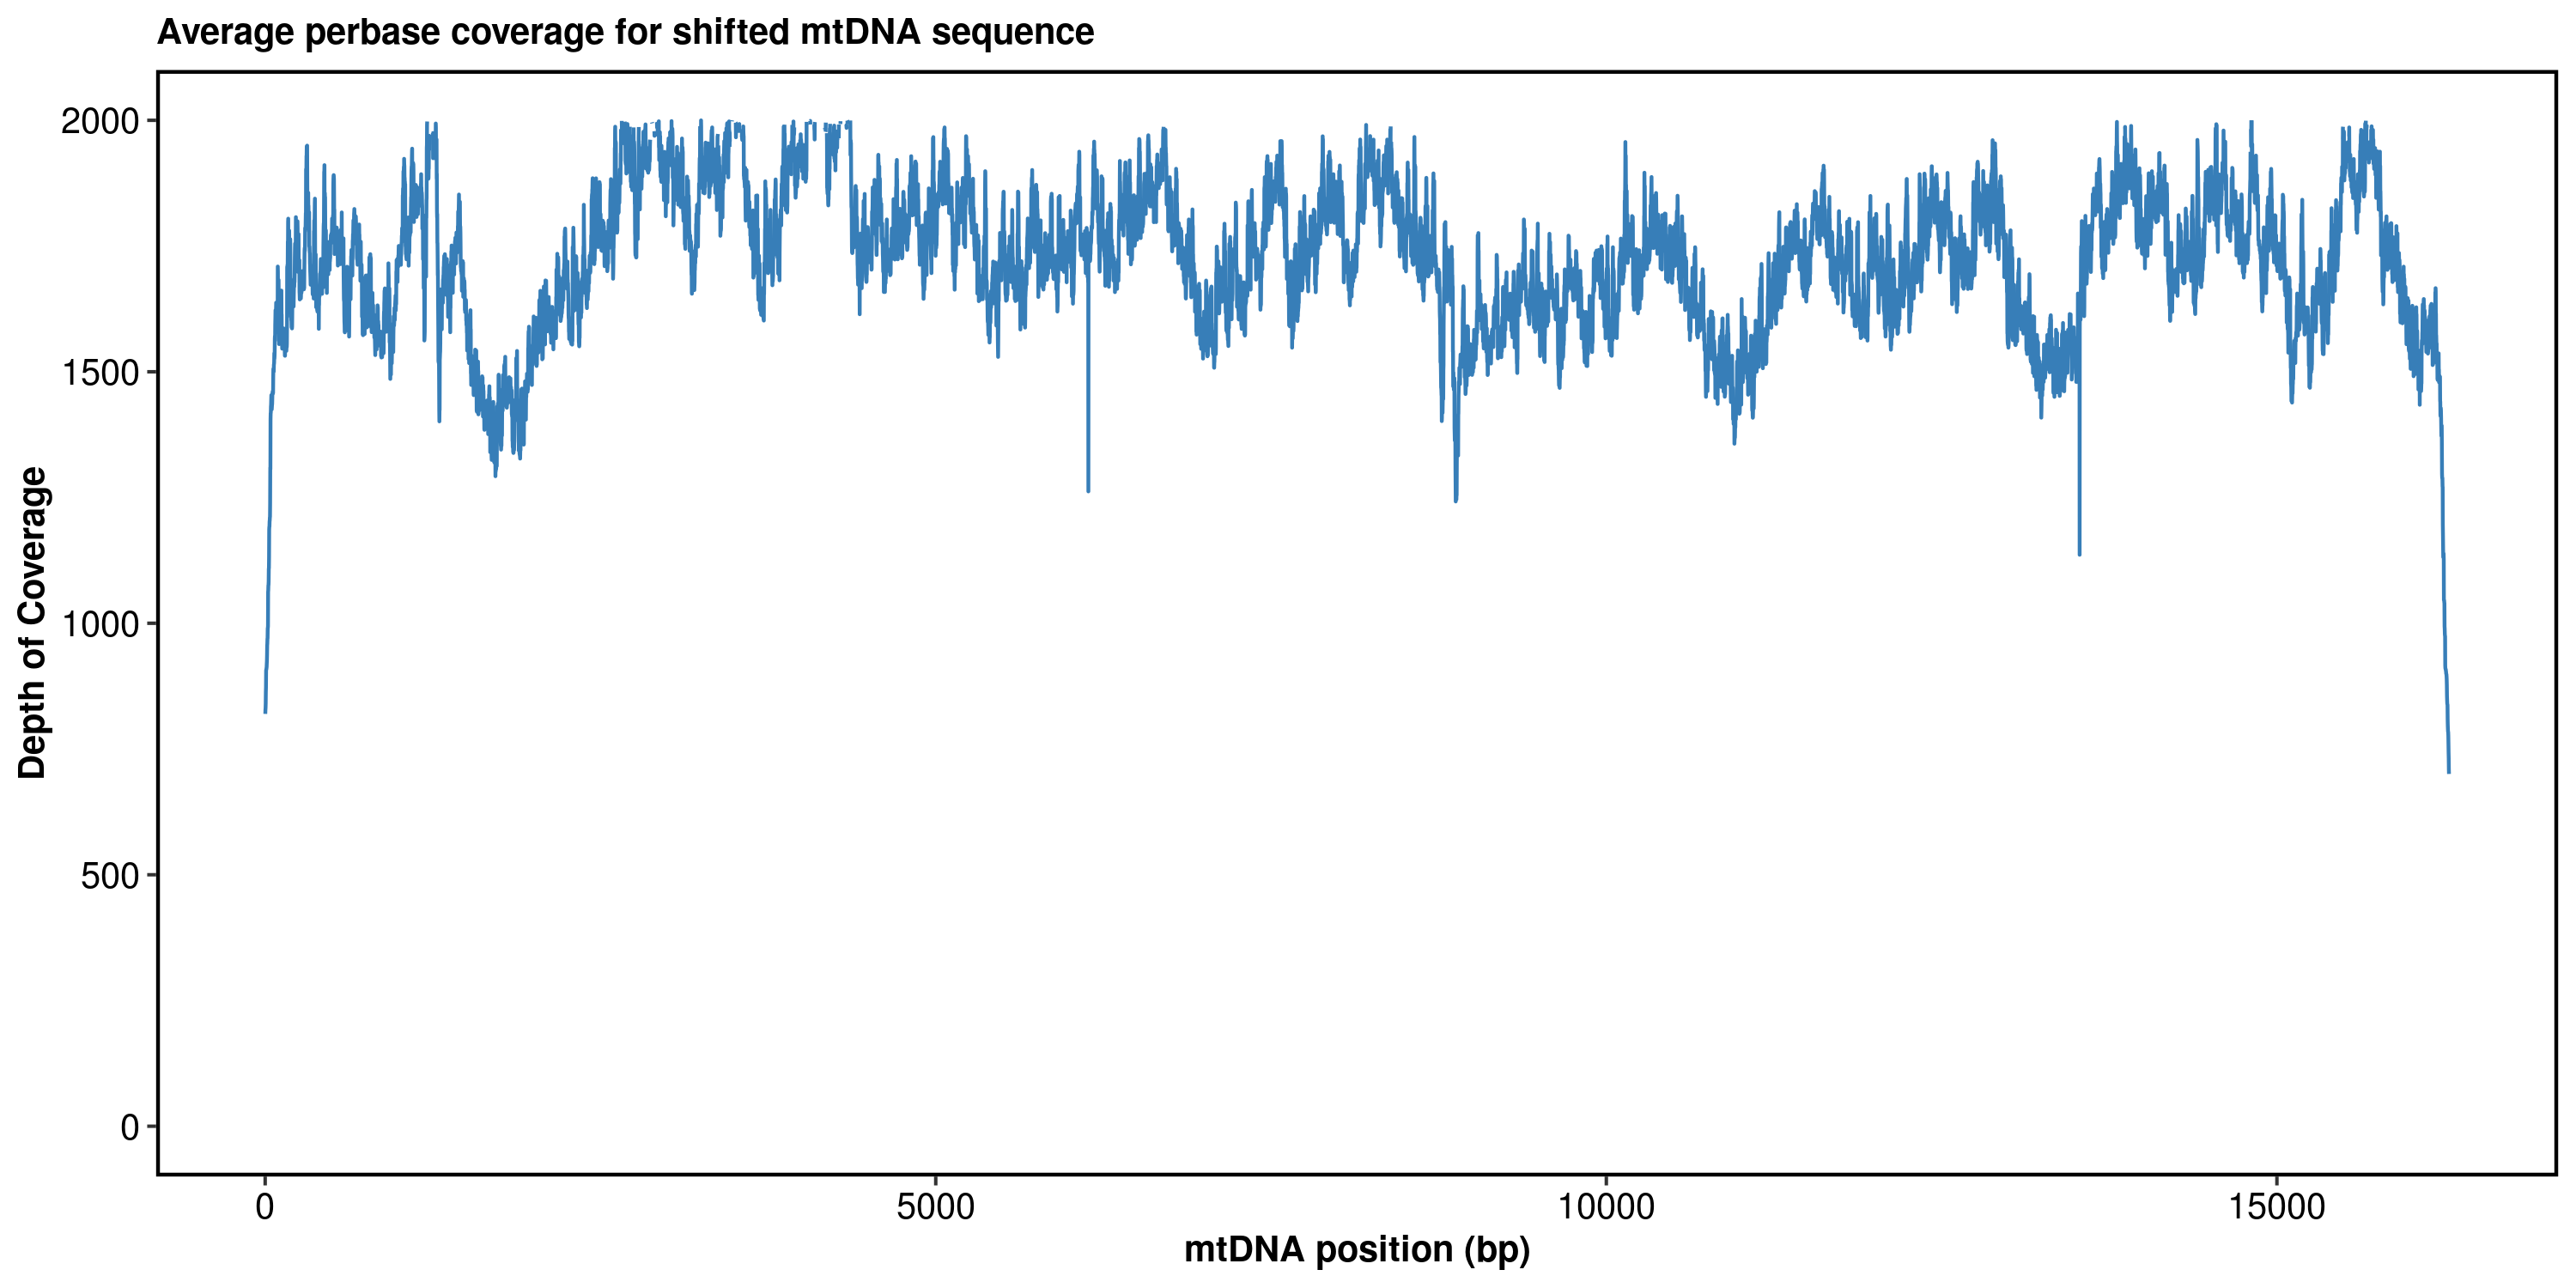 Average perbase coverage for shifted mtDNA sequence
Depth of Coverage
2000
1500
1000
500
0
0 5000 10000 15000
mtDNA position (bp)